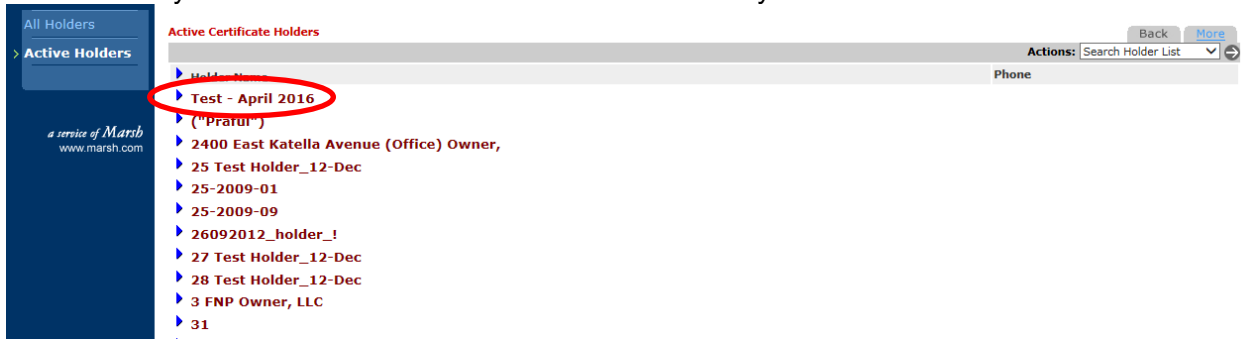 All Holders
Active Holders
a service of Marsh
www.marsh.com
Active Certificate Holders
Back More
Actions: Search Holder List
Holder Name Phone
Test - April 2016
("Praful")
2400 East Katella Avenue (Office) Owner,
25 Test Holder_12-Dec
25-2009-01
25-2009-09
26092012_holder_!
27 Test Holder_12-Dec
28 Test Holder_12-Dec
3 FNP Owner, LLC
31